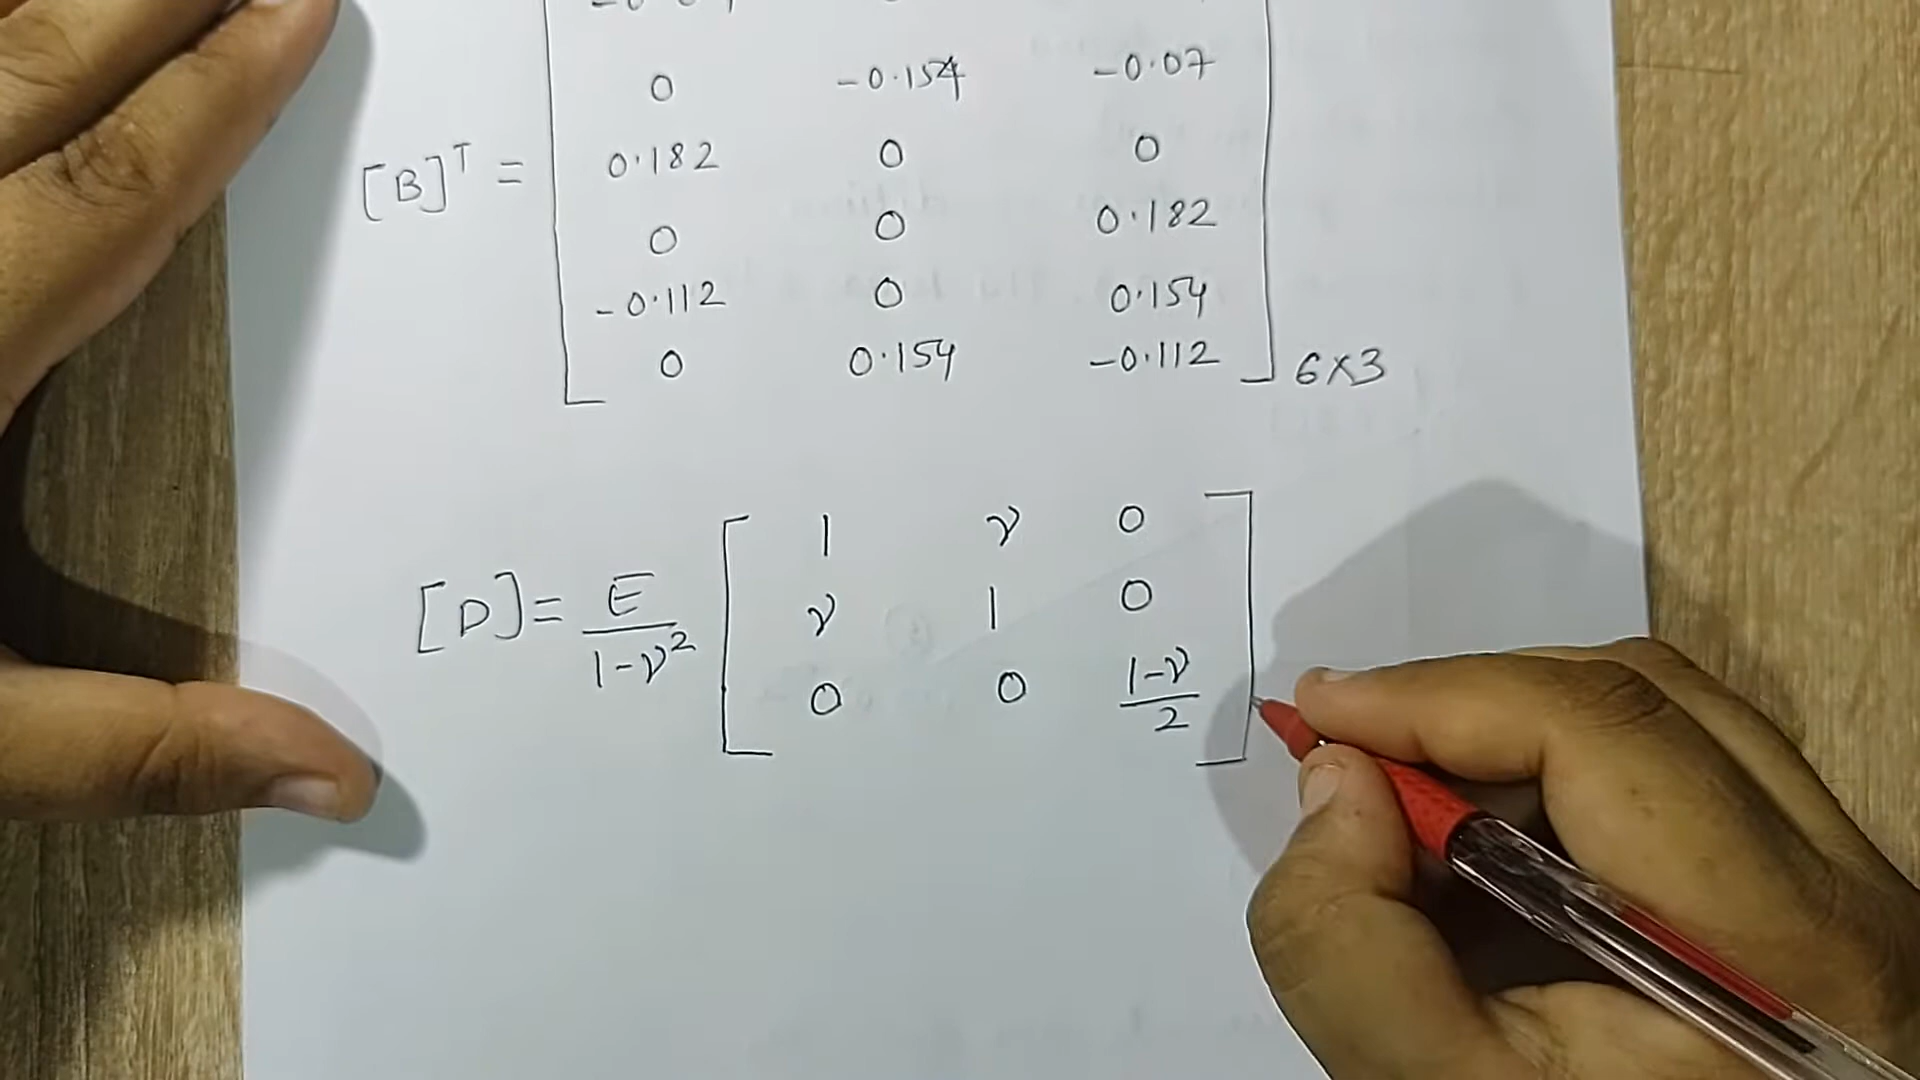 0 -0.154 -0.07
[B]ᵀ = 0.182 0 0
0 0 0.182
-0.112 0 0.154
0 0.154 -0.112 6×3
1 ν 0
[D] = E/1-ν² ν 1 0
0 0 1-ν/2